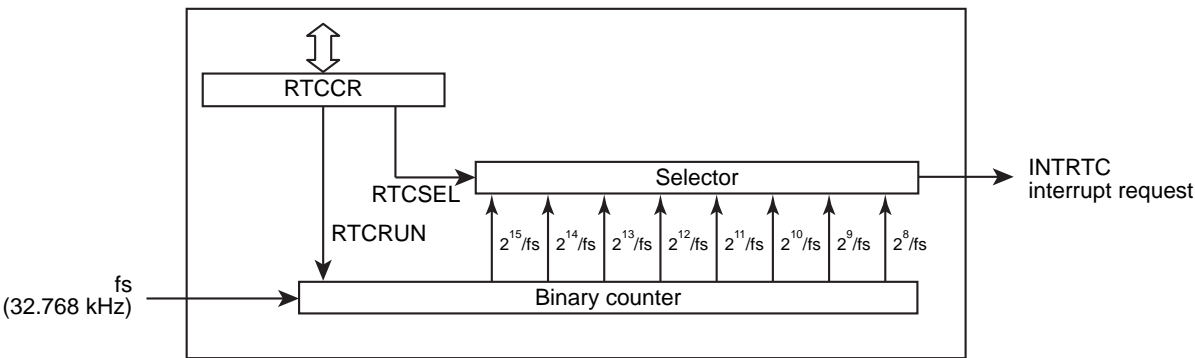 RTCCR
Selector
INTRTC
interrupt request
RTCSEL
RTCRUN
2^15/fs 2^14/fs 2^13/fs 2^12/fs 2^11/fs 2^10/fs 2^9/fs 2^8/fs
fs
(32.768 kHz)
Binary counter